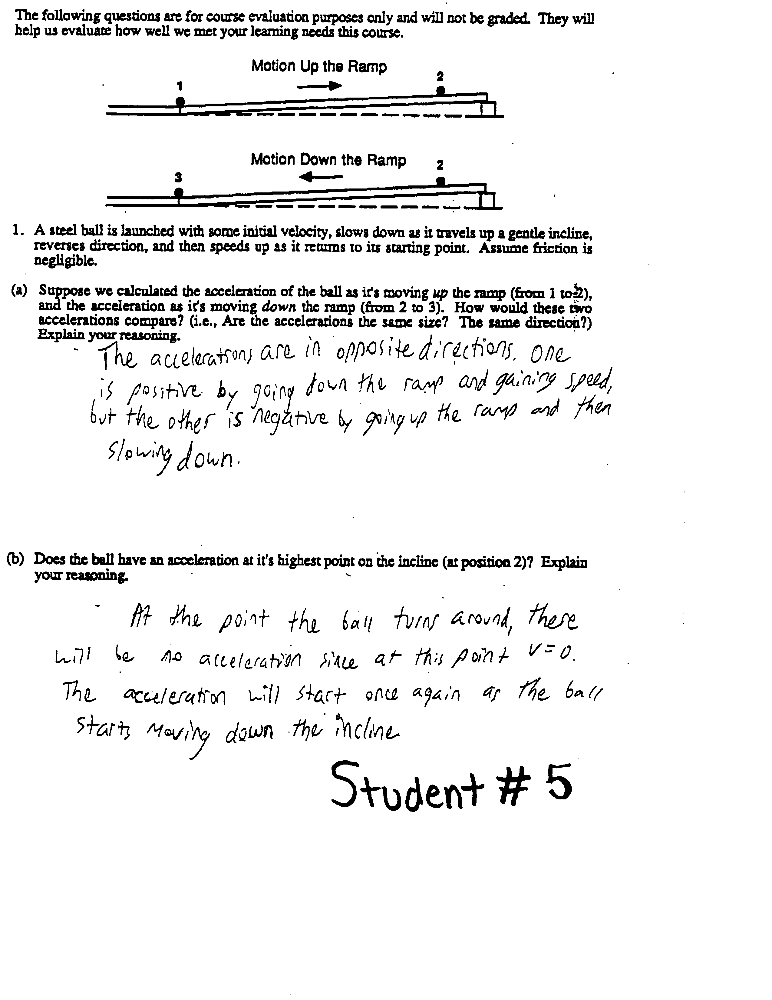 The following questions are for course evaluation purposes only and will not be graded. They will
help us evaluate how well we met your learning needs this course.
Motion Up the Ramp
1
2
Motion Down the Ramp
3
2
1. A steel ball is launched with some initial velocity, slows down as it travels up a gentle incline,
reverses direction, and then speeds up as it returns to its starting point. Assume friction is
negligible.
(a) Suppose we calculated the acceleration of the ball as it's moving up the ramp (from 1 to 2),
and the acceleration as it's moving down the ramp (from 2 to 3). How would these two
accelerations compare? (i.e., Are the accelerations the same size? The same direction?)
Explain your reasoning.
The accelerations are in opposite directions. One
is positive by going down the ramp and gaining speed,
but the other is negative by going up the ramp and then
slowing down.
(b) Does the ball have an acceleration at it's highest point on the incline (at position 2)? Explain
your reasoning.
At the point the ball turns around, there
will be no acceleration since at this point v=0.
The acceleration will start once again as the ball
starts moving down the incline
Student # 5